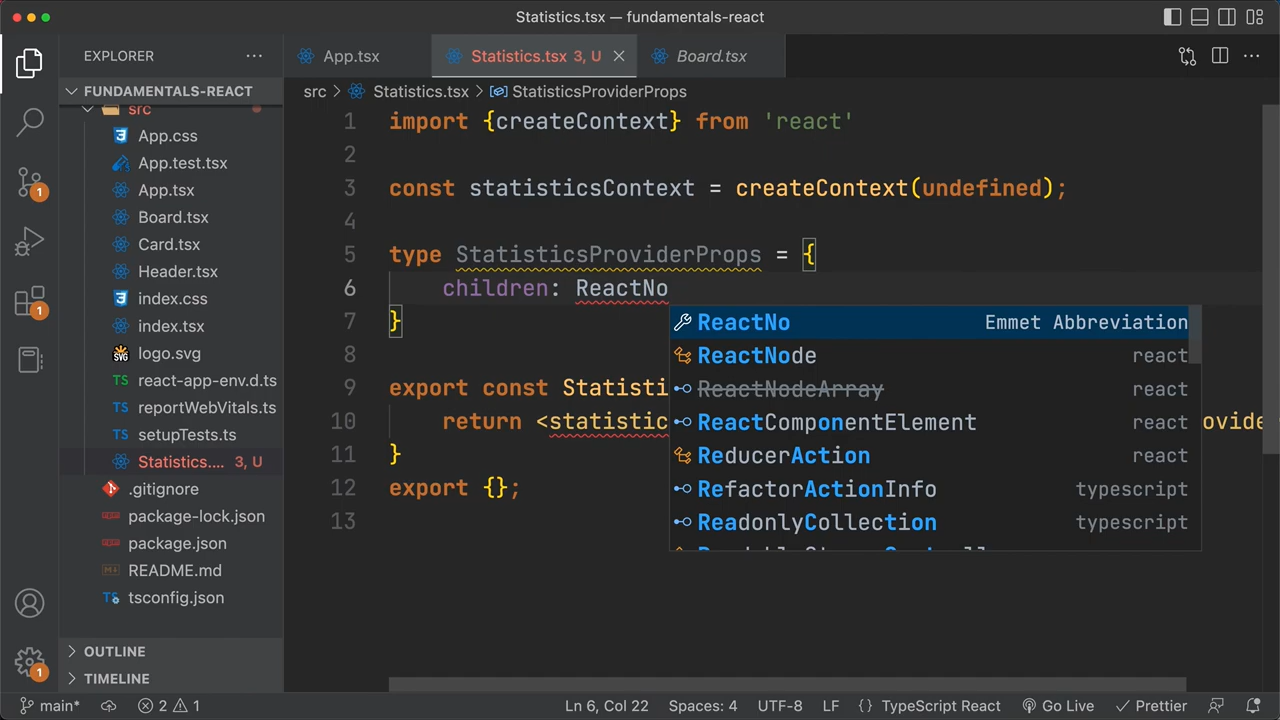 Statistics.tsx — fundamentals-react
EXPLORER
App.tsx
Statistics.tsx 3, U
Board.tsx
FUNDAMENTALS-REACT
src > Statistics.tsx > StatisticsProviderProps
src
App.css
App.test.tsx
App.tsx
Board.tsx
Card.tsx
Header.tsx
index.css
index.tsx
logo.svg
react-app-env.d.ts
reportWebVitals.ts
setupTests.ts
Statistics.... 3, U
.gitignore
package-lock.json
package.json
README.md
tsconfig.json
OUTLINE
TIMELINE
1 import {createContext} from 'react'
2
3 const statisticsContext = createContext(undefined);
4
5 type StatisticsProviderProps = {
6 children: ReactNo
7 }
8
9 export const Statisti
10 return <statistic ovide
11 }
12 export {};
13
ReactNo Emmet Abbreviation
ReactNode react
ReactNodeArray react
ReactComponentElement react
ReducerAction react
RefactorActionInfo typescript
ReadonlyCollection typescript
1
1
1
main* 2 1 Ln 6, Col 22 Spaces: 4 UTF-8 LF {} TypeScript React Go Live Prettier